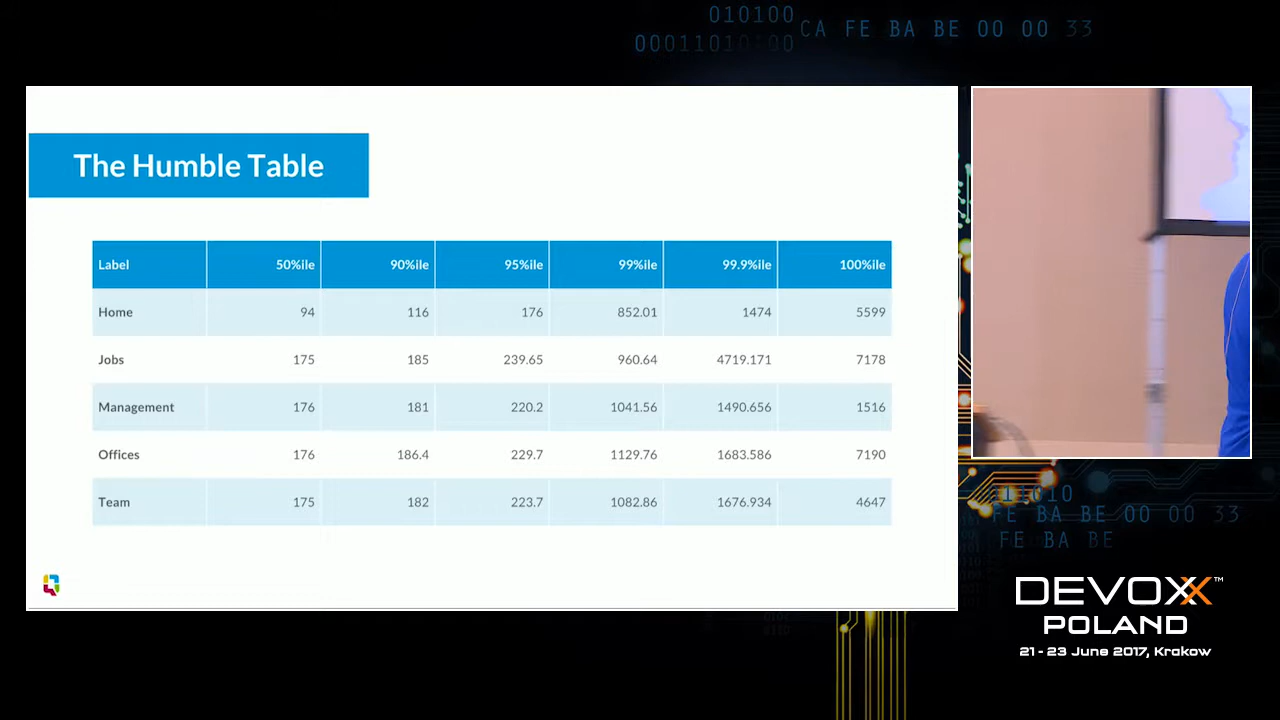 010100
CA FE BA BE 00 00 33
00011010100
The Humble Table
Label 50%ile 90%ile 95%ile 99%ile 99.9%ile 100%ile
Home 94 116 176 852.01 1474 5599
Jobs 175 185 239.65 960.64 4719.171 7178
Management 176 181 220.2 1041.56 1490.656 1516
Offices 176 186.4 229.7 1129.76 1683.586 7190
Team 175 182 223.7 1082.86 1676.934 4647
011010
FE BA BE 00 00 33
FE BA BE
DEVOXX™
POLAND
21 - 23 June 2017, Krakow